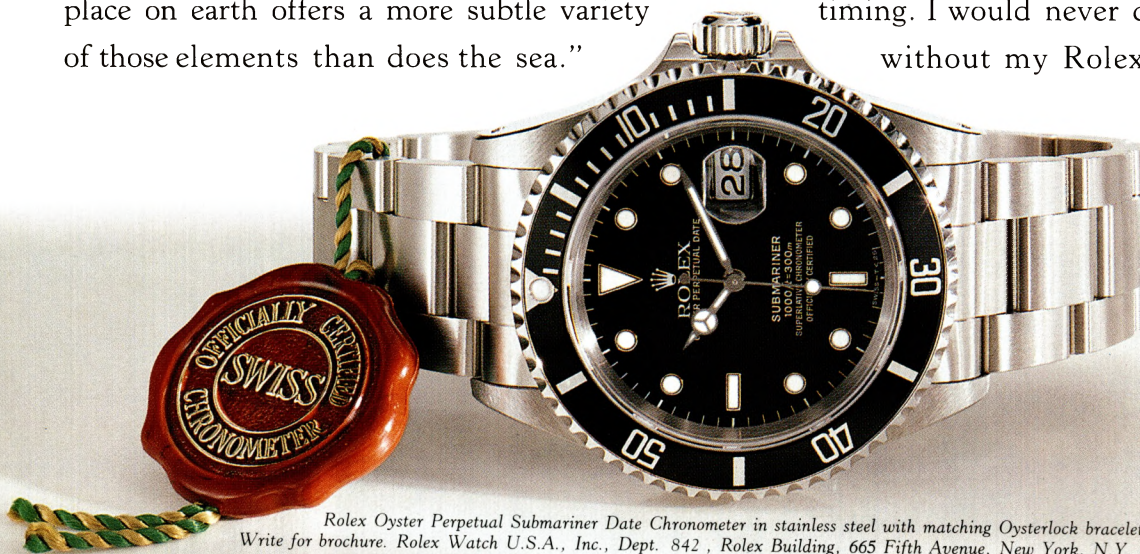 place on earth offers a more subtle variety
of those elements than does the sea."
timing. I would never
without my Rolex
20
10
28
30
ROLEX
PERPETUAL DATE
SUBMARINER
1000 ft=300m
SUPERLATIVE CHRONOMETER
OFFICIALLY CERTIFIED
50
40
OFFICIALLY CERTIFIED
SWISS
CHRONOMETER
Rolex Oyster Perpetual Submariner Date Chronometer in stainless steel with matching Oysterlock bracelet
Write for brochure. Rolex Watch U.S.A., Inc., Dept. 842, Rolex Building, 665 Fifth Avenue, New York, N.Y.